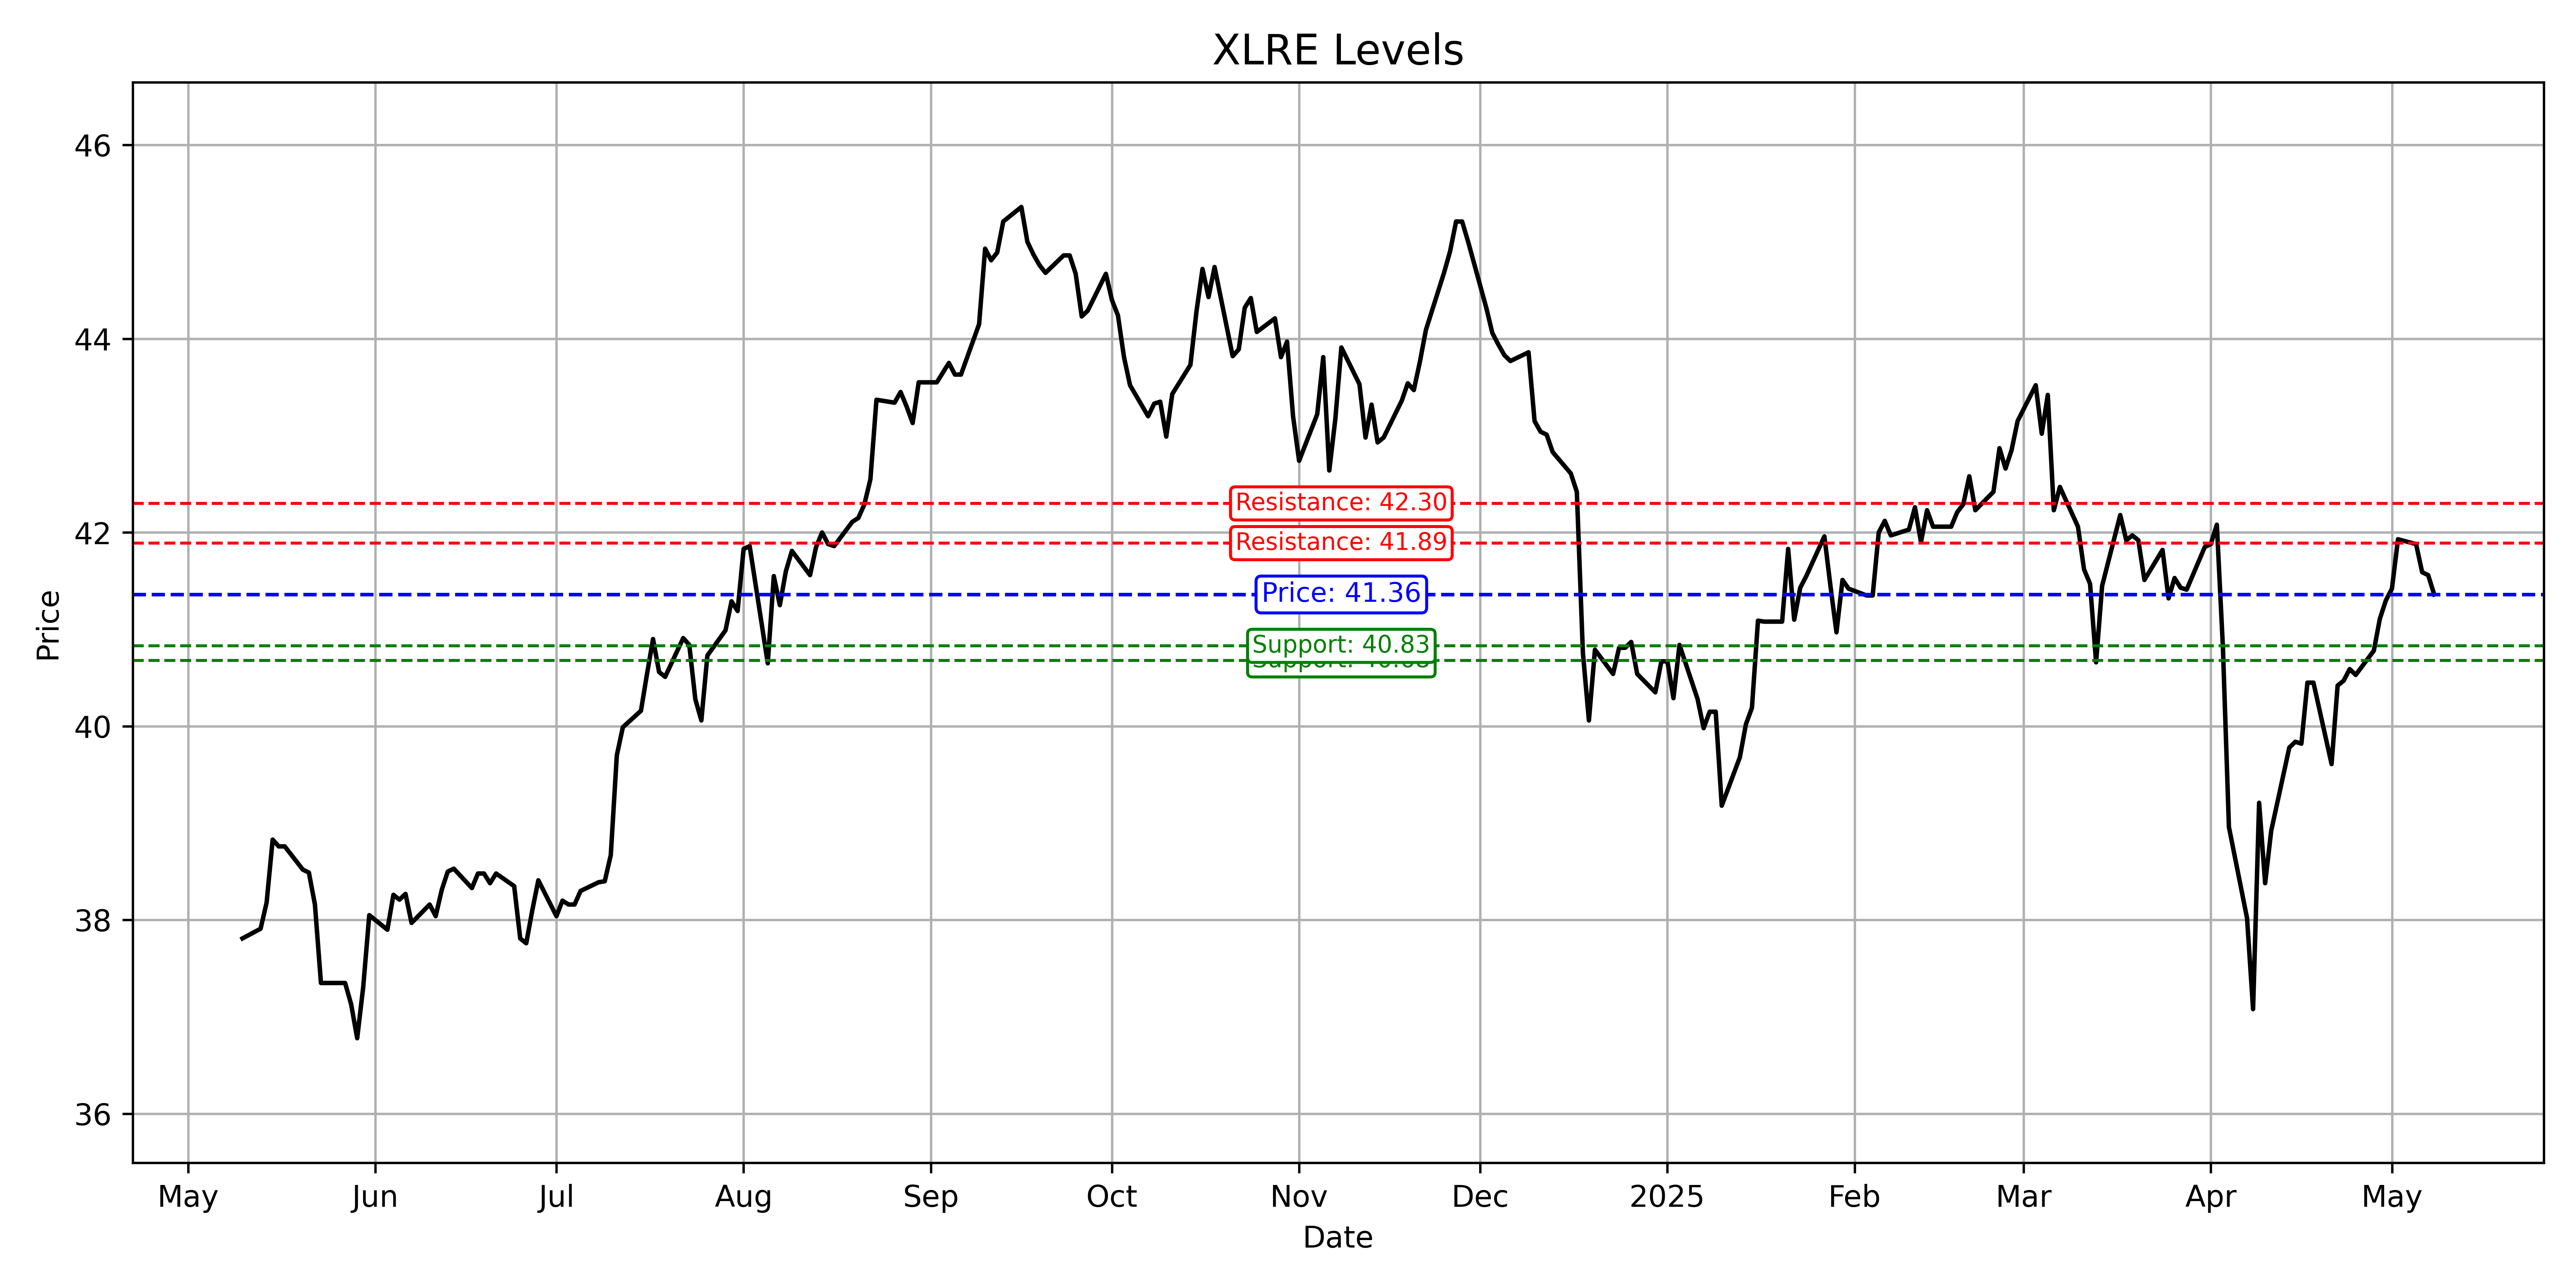 XLRE Levels
46
44
42
40
38
36
Price
Resistance: 42.30
Resistance: 41.89
Price: 41.36
Support: 40.83
May
Jun
Jul
Aug
Sep
Oct
Nov
Dec
2025
Feb
Mar
Apr
May
Date